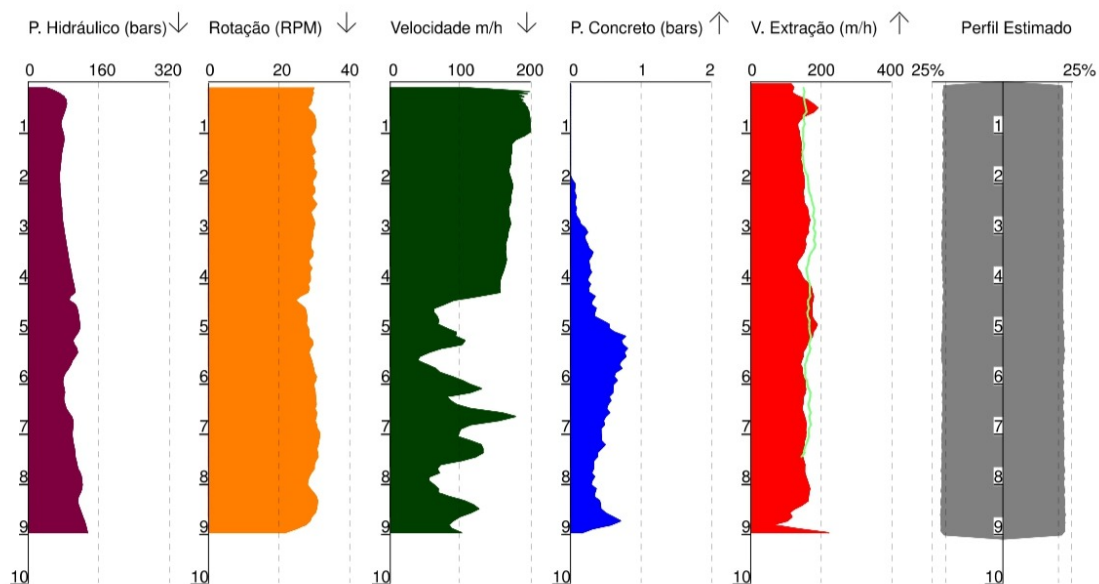 P. Hidráulico (bars) ↓ Rotação (RPM) ↓ Velocidade m/h ↓ P. Concreto (bars) ↑ V. Extração (m/h) ↑ Perfil Estimado
0 160 320 0 20 40 0 100 200 0 1 2 0 200 400 25% 25%
1 1 1 1 1 1
2 2 2 2 2 2
3 3 3 3 3 3
4 4 4 4 4 4
5 5 5 5 5 5
6 6 6 6 6 6
7 7 7 7 7 7
8 8 8 8 8 8
9 9 9 9 9 9
10 10 10 10 10 10